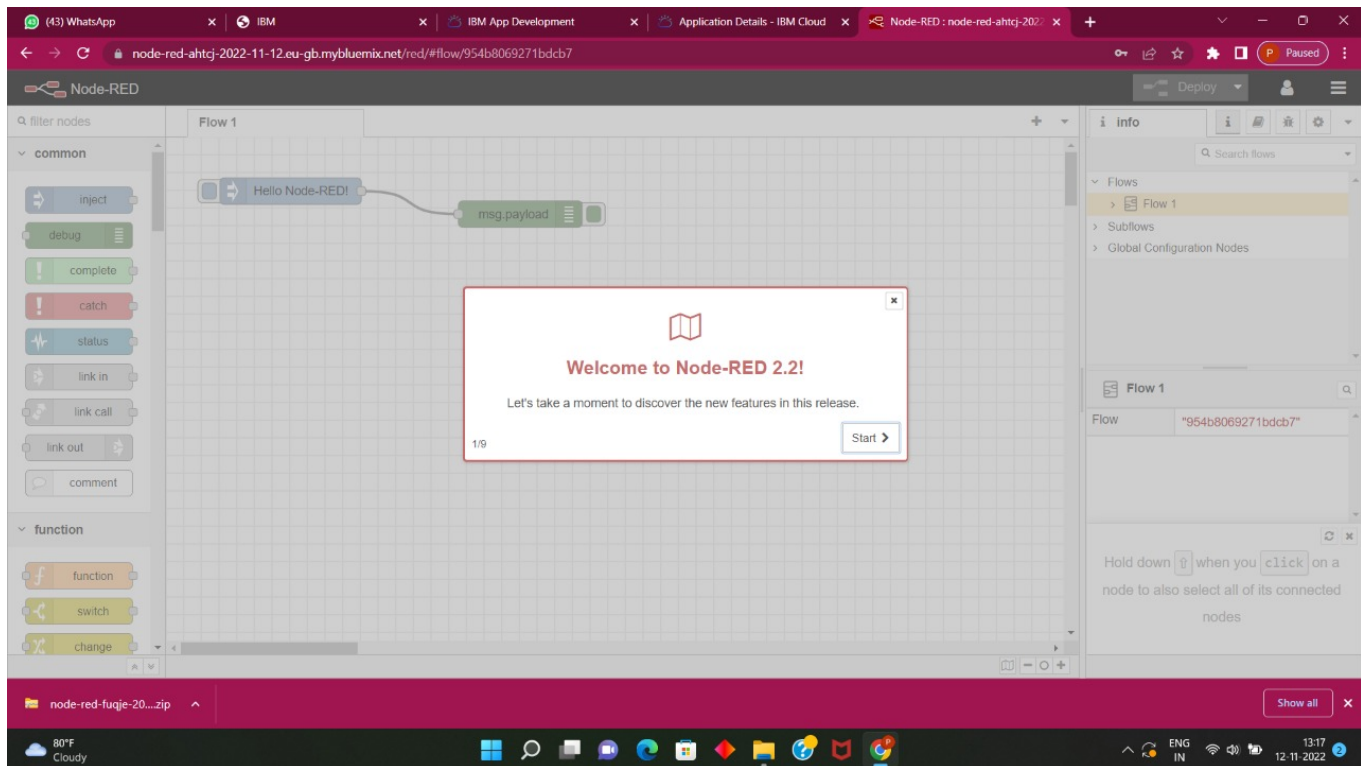 (43) WhatsApp
IBM
IBM App Development
Application Details - IBM Cloud
Node-RED : node-red-ahtcj-2022
node-red-ahtcj-2022-11-12.eu-gb.mybluemix.net/red/#flow/954b8069271bdcb7
P Paused
Node-RED
Deploy
filter nodes
Flow 1
i info
i
Search flows
common
inject
debug
complete
catch
status
link in
link call
link out
comment
function
function
switch
change
Hello Node-RED!
msg.payload
Welcome to Node-RED 2.2!
Let's take a moment to discover the new features in this release.
1/9
Start
Flows
Flow 1
Subflows
Global Configuration Nodes
Flow 1
Flow "954b8069271bdcb7"
Hold down ⇧ when you click on a
node to also select all of its connected
nodes
node-red-fuqje-20....zip
Show all
80°F
Cloudy
ENG
IN
13:17
12-11-2022
2